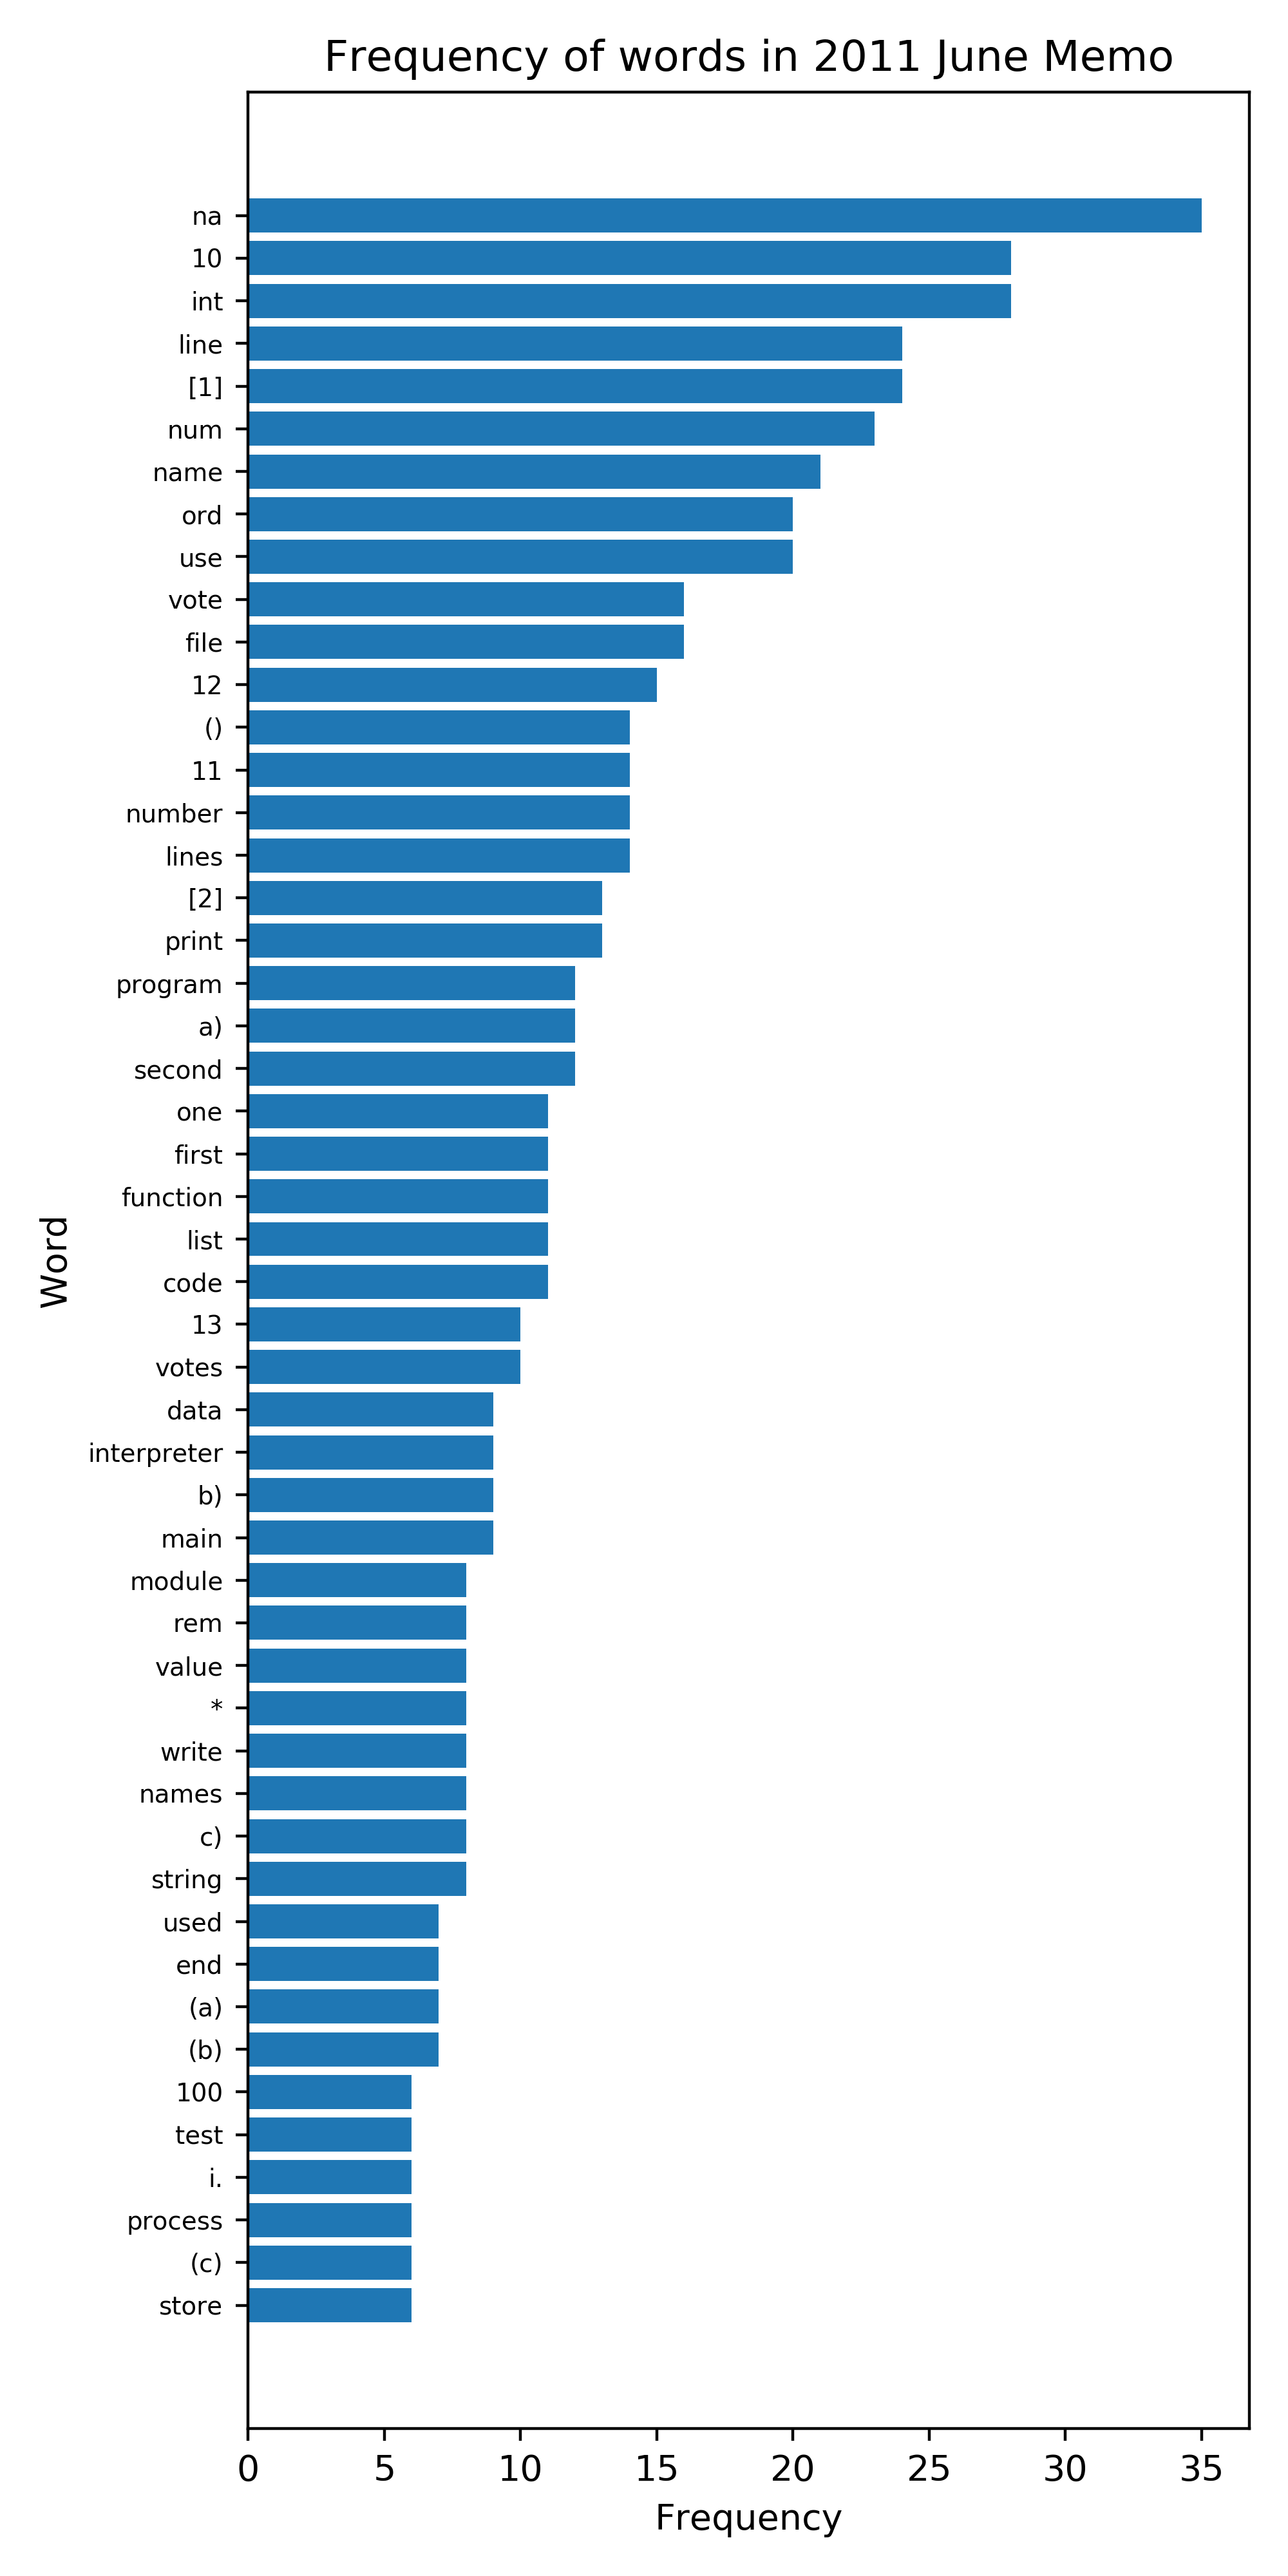 Frequency of words in 2011 June Memo
na
10
int
line
[1]
num
name
ord
use
vote
file
12
()
11
number
lines
[2]
print
program
a)
second
one
first
function
list
code
13
votes
data
interpreter
b)
main
module
rem
value
*
write
names
c)
string
used
end
(a)
(b)
100
test
i.
process
(c)
store
Word
0 5 10 15 20 25 30 35
Frequency